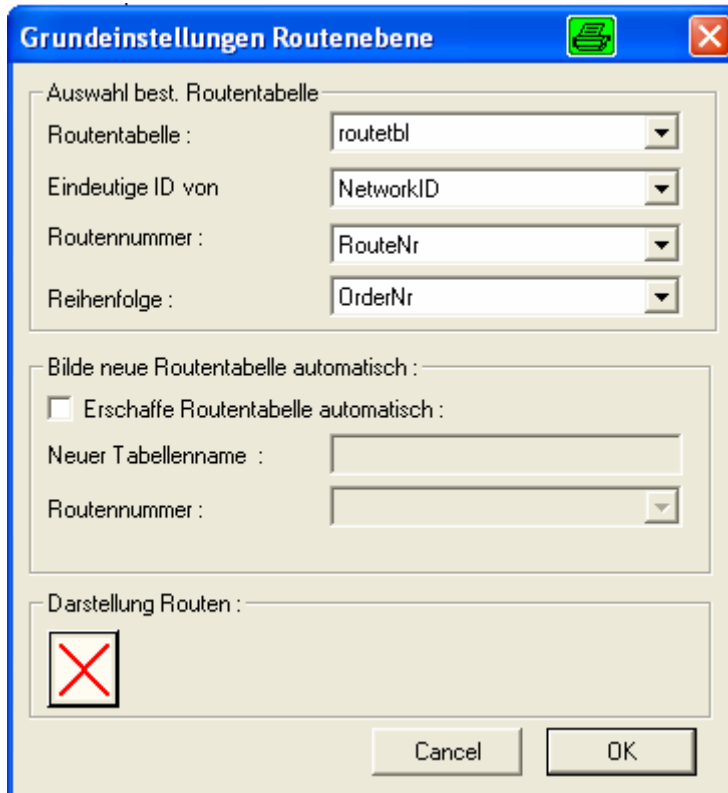 Grundeinstellungen Routenebene
Auswahl best. Routentabelle
Routentabelle : routetbl
Eindeutige ID von NetworkID
Routennummer : RouteNr
Reihenfolge : OrderNr
Bilde neue Routentabelle automatisch :
Erschaffe Routentabelle automatisch :
Neuer Tabellenname :
Routennummer :
Darstellung Routen :
Cancel OK